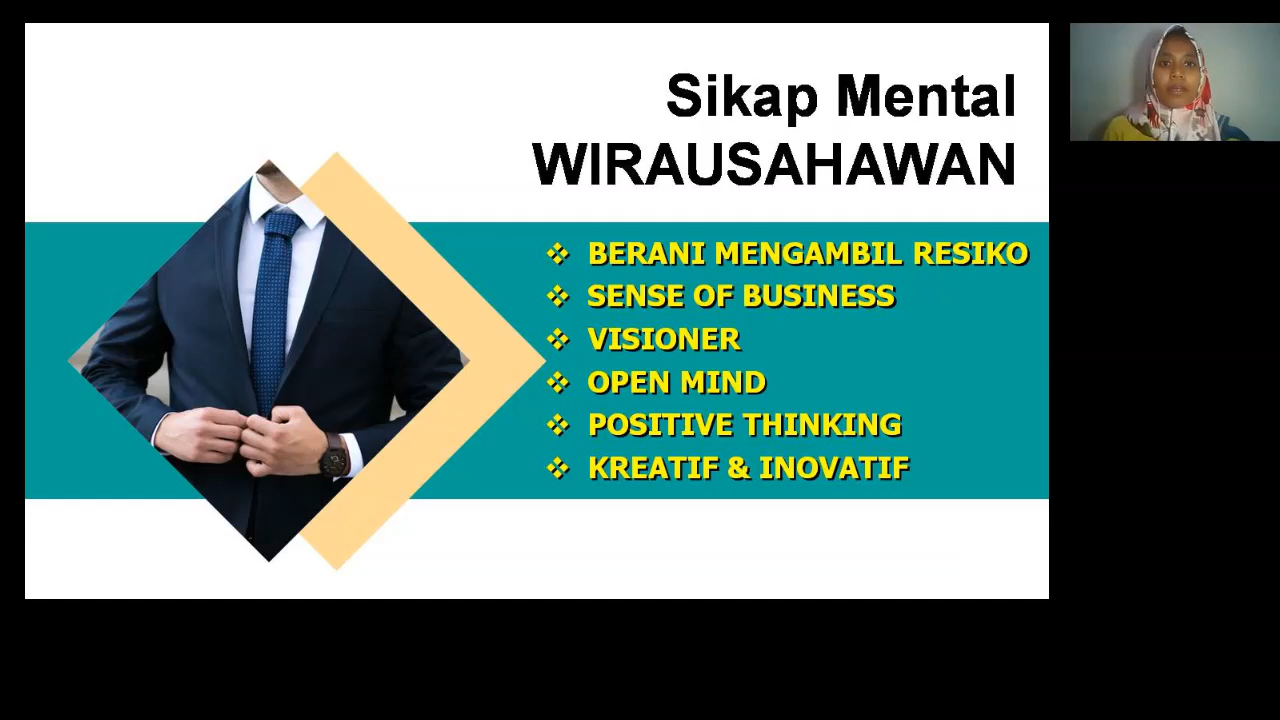 Sikap Mental
WIRAUSAHAWAN
❖ BERANI MENGAMBIL RESIKO
❖ SENSE OF BUSINESS
❖ VISIONER
❖ OPEN MIND
❖ POSITIVE THINKING
❖ KREATIF & INOVATIF